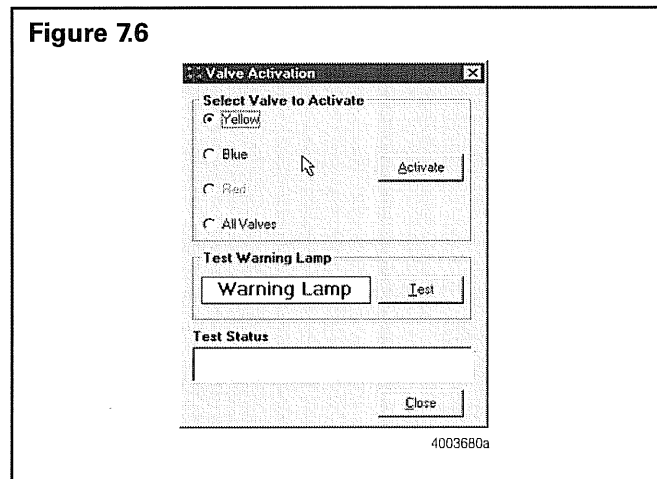 Figure 7.6
Valve Activation
Select Valve to Activate
Yellow
Blue
Activate
Red
All Valves
Test Warning Lamp
Warning Lamp
Test
Test Status
Close
4003680a